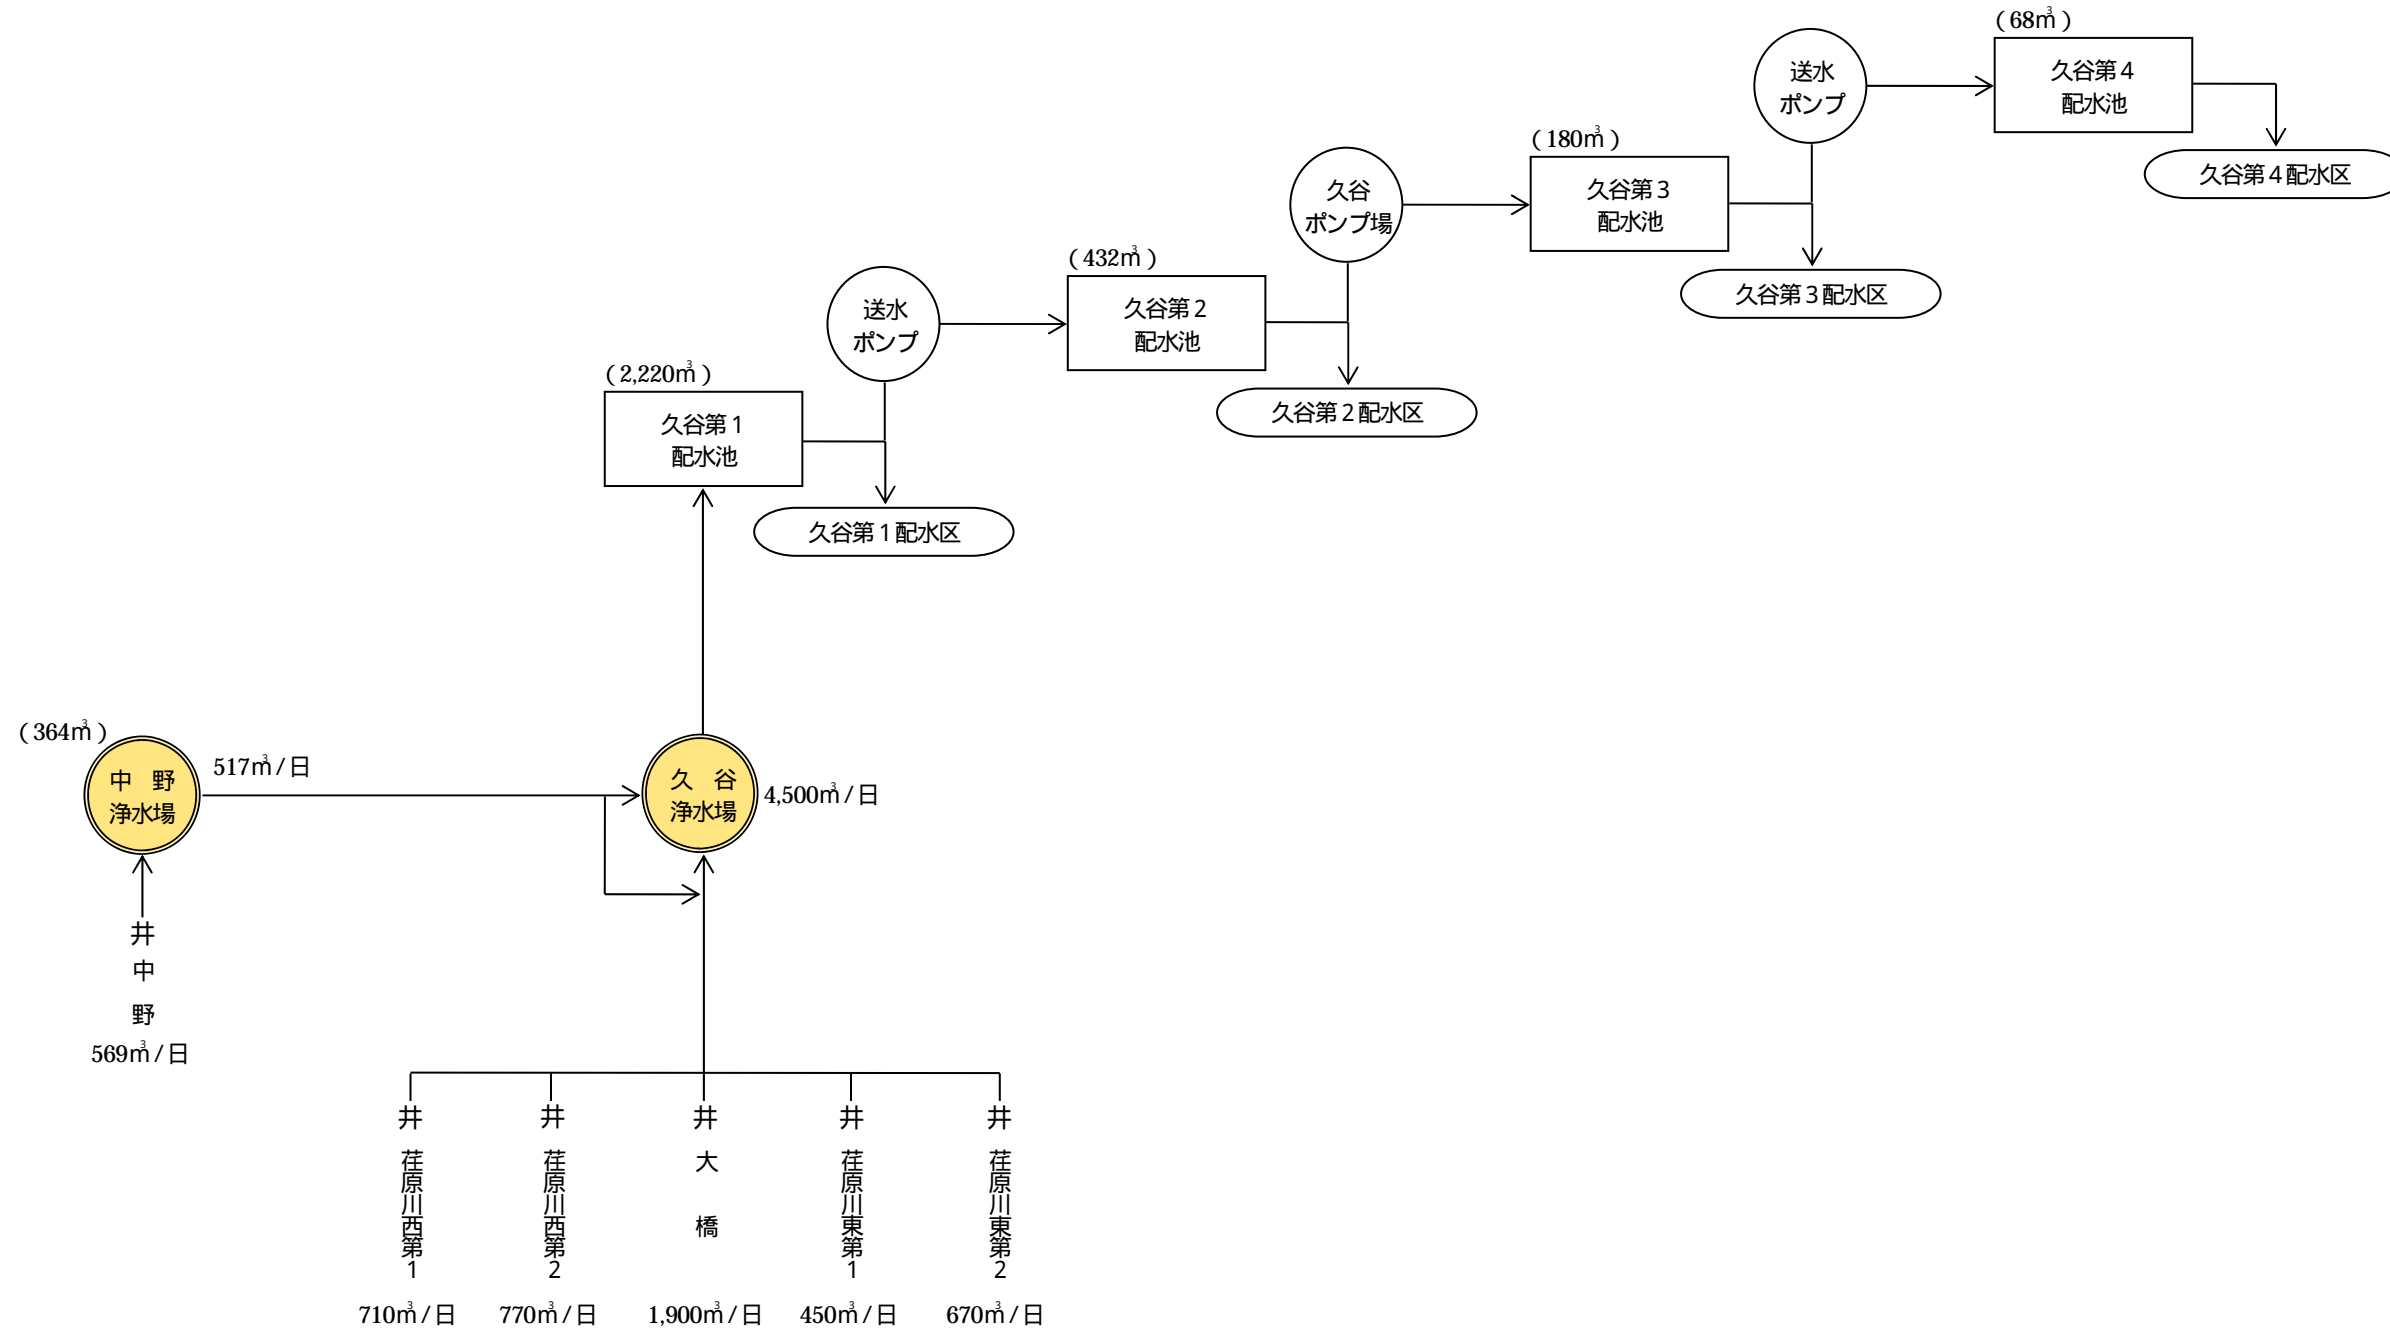 （68㎥）
送水
ポンプ
久谷第４
配水池
久谷第４配水区
（180㎥）
久谷
ポンプ場
久谷第３
配水池
久谷第３配水区
（432㎥）
送水
ポンプ
久谷第２
配水池
久谷第２配水区
（2,220㎥）
久谷第１
配水池
久谷第１配水区
（364㎥）
中　野
浄水場
517㎥/日
久　谷
浄水場
4,500㎥/日
井
中野
569㎥/日
井
荏原川西第１
710㎥/日
井
荏原川西第２
770㎥/日
井
大橋
1,900㎥/日
井
荏原川東第１
450㎥/日
井
荏原川東第２
670㎥/日